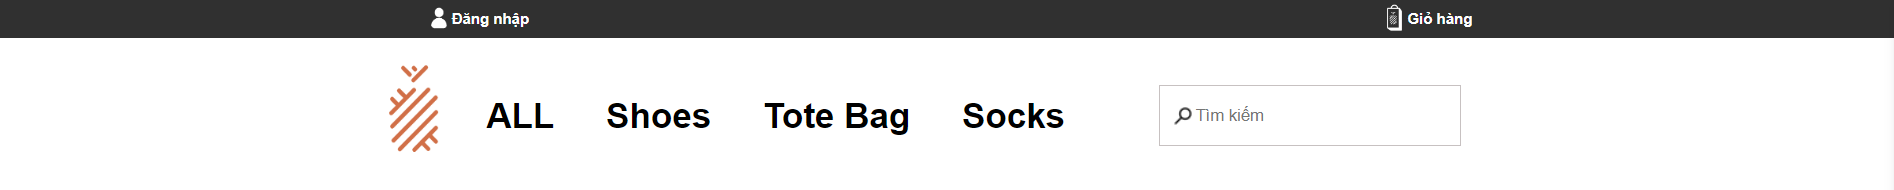 Đăng nhập Giỏ hàng
ALL Shoes Tote Bag Socks Tìm kiếm